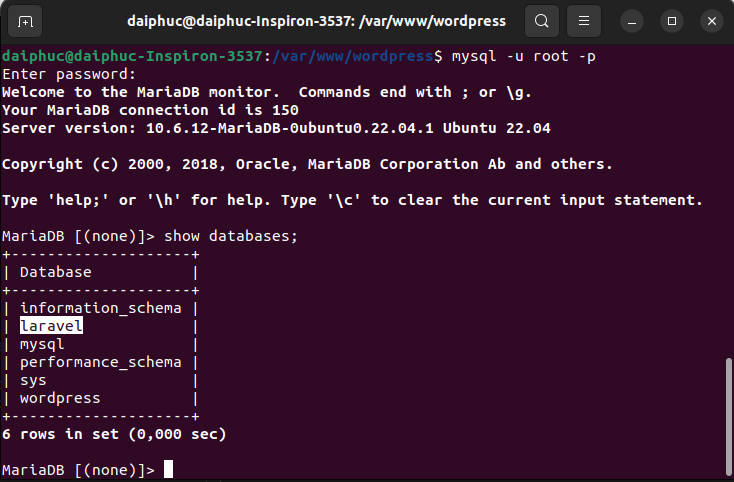 daiphuc@daiphuc-Inspiron-3537: /var/www/wordpress
daiphuc@daiphuc-Inspiron-3537:/var/www/wordpress$ mysql -u root -p
Enter password:
Welcome to the MariaDB monitor.  Commands end with ; or \g.
Your MariaDB connection id is 150
Server version: 10.6.12-MariaDB-0ubuntu0.22.04.1 Ubuntu 22.04

Copyright (c) 2000, 2018, Oracle, MariaDB Corporation Ab and others.

Type 'help;' or '\h' for help. Type '\c' to clear the current input statement.

MariaDB [(none)]> show databases;
+--------------------+
| Database           |
+--------------------+
| information_schema |
| laravel            |
| mysql              |
| performance_schema |
| sys                |
| wordpress          |
+--------------------+
6 rows in set (0,000 sec)

MariaDB [(none)]>